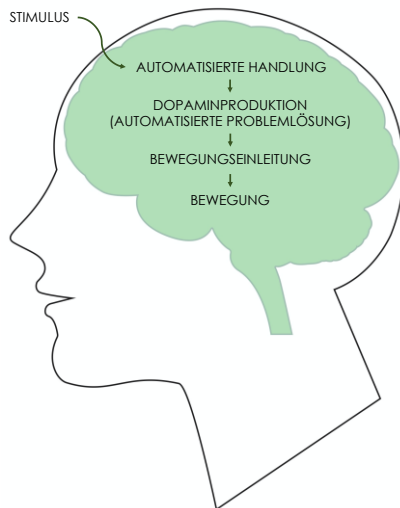 STIMULUS
AUTOMATISIERTE HANDLUNG
DOPAMINPRODUKTION
(AUTOMATISIERTE PROBLEMLÖSUNG)
BEWEGUNGSEINLEITUNG
BEWEGUNG